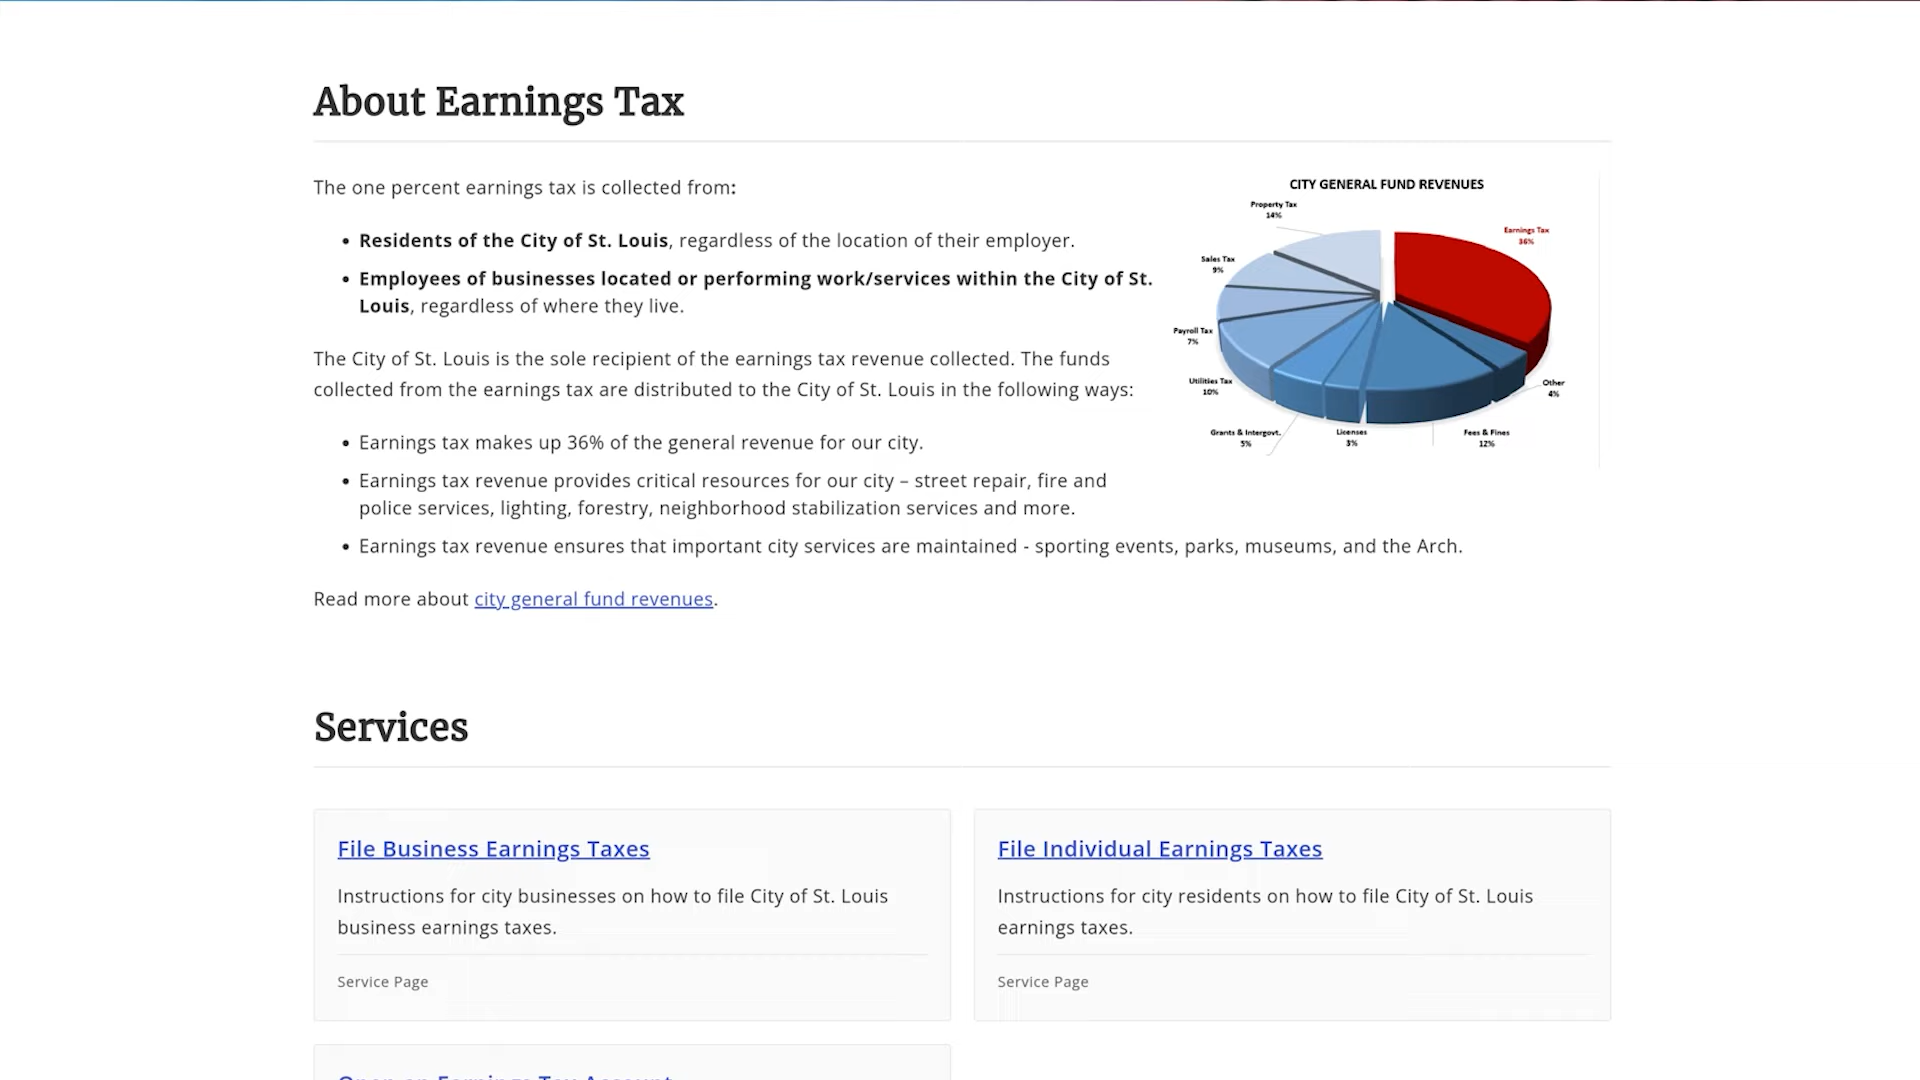 About Earnings Tax
The one percent earnings tax is collected from:
• Residents of the City of St. Louis, regardless of the location of their employer.
• Employees of businesses located or performing work/services within the City of St.
Louis, regardless of where they live.
The City of St. Louis is the sole recipient of the earnings tax revenue collected. The funds
collected from the earnings tax are distributed to the City of St. Louis in the following ways:
• Earnings tax makes up 36% of the general revenue for our city.
• Earnings tax revenue provides critical resources for our city – street repair, fire and
police services, lighting, forestry, neighborhood stabilization services and more.
• Earnings tax revenue ensures that important city services are maintained - sporting events, parks, museums, and the Arch.
Read more about city general fund revenues.
CITY GENERAL FUND REVENUES
Property Tax
14%
Earnings Tax
36%
Sales Tax
9%
Payroll Tax
7%
Utilities Tax
10%
Other
4%
Grants & Intergovt.
5%
Licenses
3%
Fees & Fines
12%
Services
File Business Earnings Taxes
Instructions for city businesses on how to file City of St. Louis
business earnings taxes.
Service Page
File Individual Earnings Taxes
Instructions for city residents on how to file City of St. Louis
earnings taxes.
Service Page
Open an Earnings Tax Account